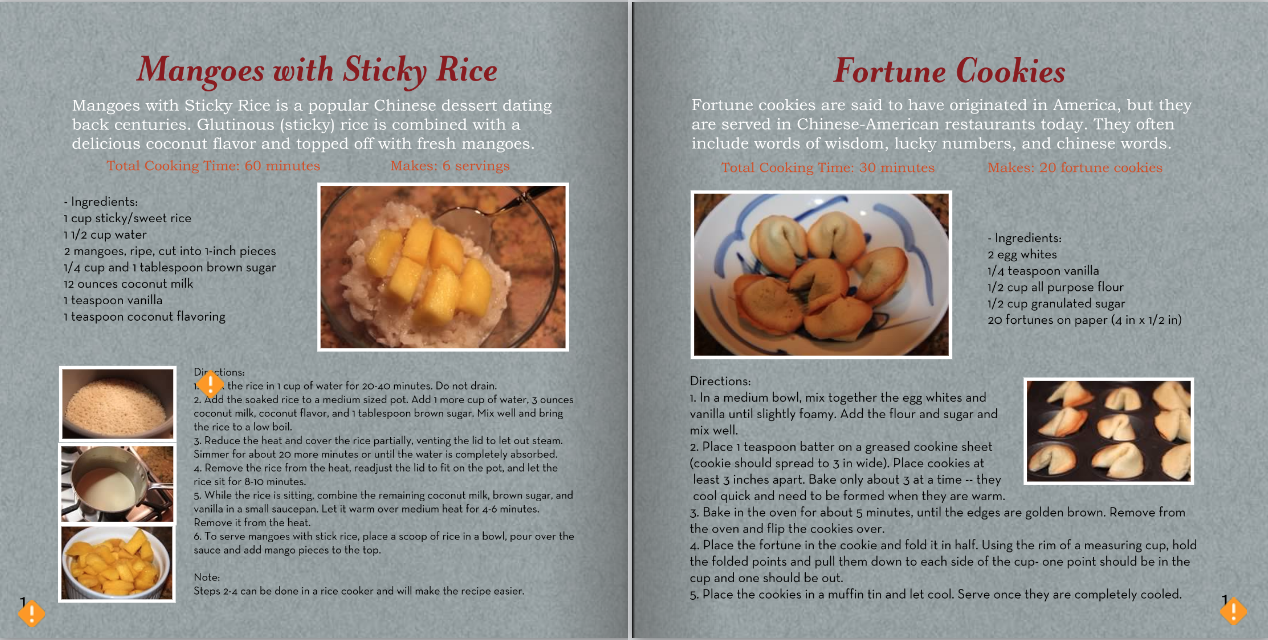 Mangoes with Sticky Rice
Mangoes with Sticky Rice is a popular Chinese dessert dating
back centuries. Glutinous (sticky) rice is combined with a
delicious coconut flavor and topped off with fresh mangoes.
Total Cooking Time: 60 minutes
Makes: 6 servings
- Ingredients:
1 cup sticky/sweet rice
1 1/2 cup water
2 mangoes, ripe, cut into 1-inch pieces
1/4 cup and 1 tablespoon brown sugar
12 ounces coconut milk
1 teaspoon vanilla
1 teaspoon coconut flavoring
Directions:
1. the rice in 1 cup of water for 20-40 minutes. Do not drain.
2. Add the soaked rice to a medium sized pot. Add 1 more cup of water, 3 ounces
coconut milk, coconut flavor, and 1 tablespoon brown sugar. Mix well and bring
the rice to a low boil.
3. Reduce the heat and cover the rice partially, venting the lid to let out steam.
Simmer for about 20 more minutes or until the water is completely absorbed.
4. Remove the rice from the heat, readjust the lid to fit on the pot, and let the
rice sit for 8-10 minutes.
5. While the rice is sitting, combine the remaining coconut milk, brown sugar, and
vanilla in a small saucepan. Let it warm over medium heat for 4-6 minutes.
Remove it from the heat.
6. To serve mangoes with stick rice, place a scoop of rice in a bowl, pour over the
sauce and add mango pieces to the top.
Note:
Steps 2-4 can be done in a rice cooker and will make the recipe easier.
1
Fortune Cookies
Fortune cookies are said to have originated in America, but they
are served in Chinese-American restaurants today. They often
include words of wisdom, lucky numbers, and chinese words.
Total Cooking Time: 30 minutes
Makes: 20 fortune cookies
- Ingredients:
2 egg whites
1/4 teaspoon vanilla
1/2 cup all purpose flour
1/2 cup granulated sugar
20 fortunes on paper (4 in x 1/2 in)
Directions:
1. In a medium bowl, mix together the egg whites and
vanilla until slightly foamy. Add the flour and sugar and
mix well.
2. Place 1 teaspoon batter on a greased cookine sheet
(cookie should spread to 3 in wide). Place cookies at
least 3 inches apart. Bake only about 3 at a time -- they
cool quick and need to be formed when they are warm.
3. Bake in the oven for about 5 minutes, until the edges are golden brown. Remove from
the oven and flip the cookies over.
4. Place the fortune in the cookie and fold it in half. Using the rim of a measuring cup, hold
the folded points and pull them down to each side of the cup- one point should be in the
cup and one should be out.
5. Place the cookies in a muffin tin and let cool. Serve once they are completely cooled.
1